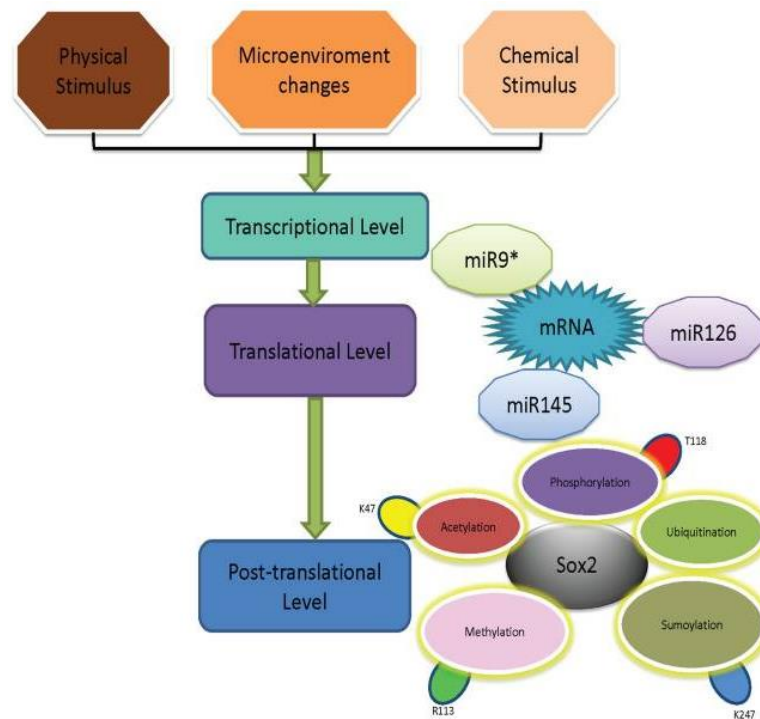 Physical
Stimulus
Microenviroment
changes
Chemical
Stimulus
Transcriptional Level
miR9*
mRNA
miR126
Translational Level
miR145
T118
Phosphorylation
K47
Acetylation
Ubiquitination
Sox2
Post-translational
Level
Methylation
Sumoylation
R113
K247